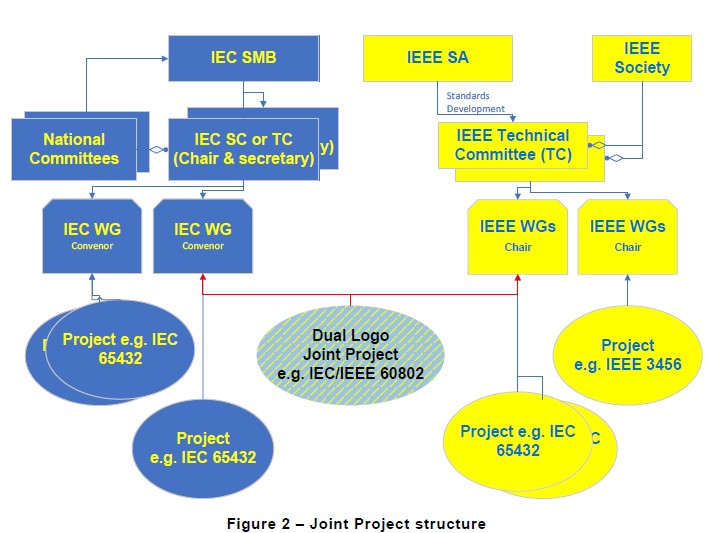 IEC SMB
IEEE SA
IEEE
Society
Standards
Development
National
Committees
IEC SC or TC
(Chair & secretary)
y)
IEEE Technical
Committee (TC)
IEC WG
Convenor
IEC WG
Convenor
IEEE WGs
Chair
IEEE WGs
Chair
Project e.g. IEC
65432
Dual Logo
Joint Project
e.g. IEC/IEEE 60802
Project
e.g. IEEE 3456
Project
e.g. IEC 65432
Project e.g. IEC
65432
C
Figure 2 – Joint Project structure